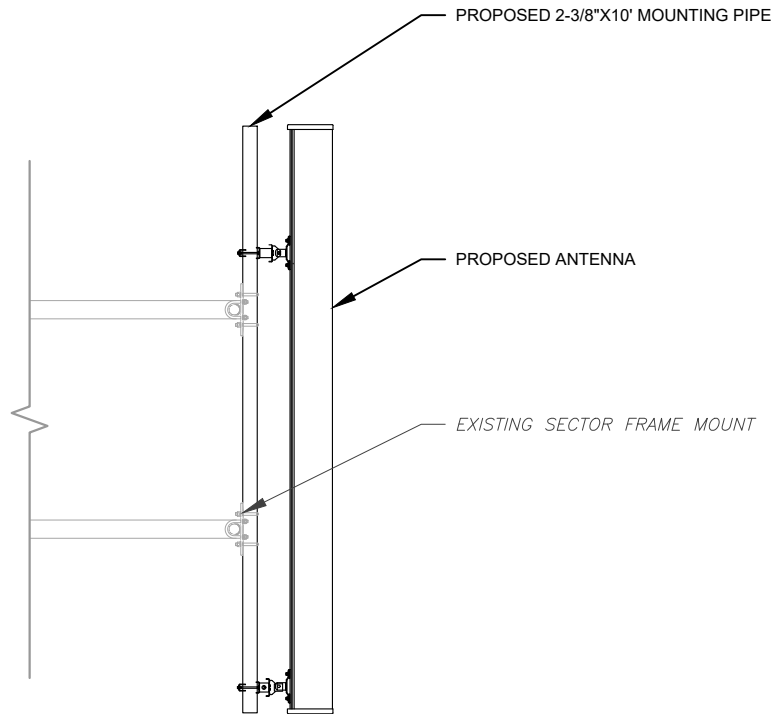 PROPOSED 2-3/8"X10' MOUNTING PIPE
PROPOSED ANTENNA
EXISTING SECTOR FRAME MOUNT